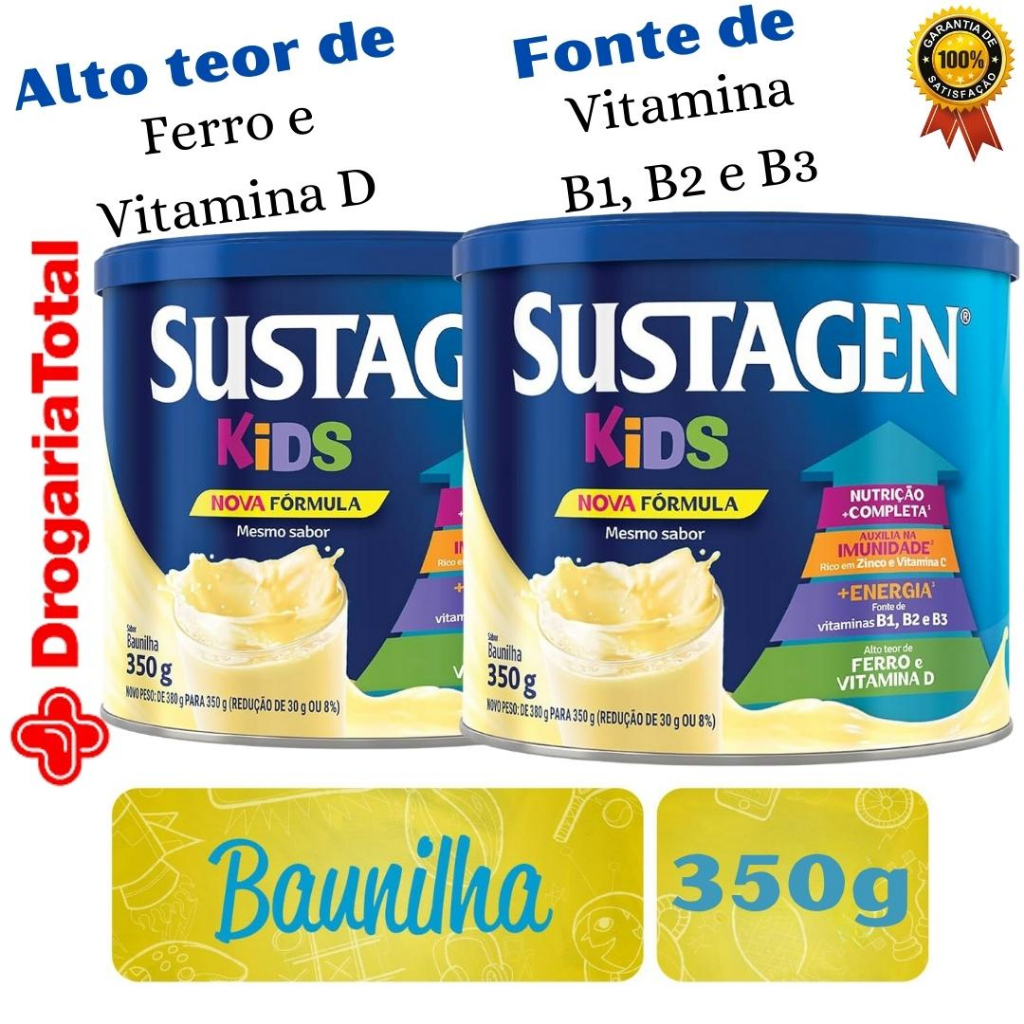 Alto teor de
Ferro e
Vitamina D
Fonte de
Vitamina
B1, B2 e B3
GARANTIA DE
100%
SATISFAÇÃO
DrogariaTotal
SUSTAG
KiDS
NOVA FÓRMULA
Mesmo sabor
Rico em
vitam
Sabor
Baunilha
350 g
NOVO PESO: DE 380 g PARA 350 g (REDUÇÃO DE 30 g OU 8%)
SUSTAGEN®
KiDS
NOVA FÓRMULA
Mesmo sabor
NUTRIÇÃO
+COMPLETA¹
AUXILIA NA
IMUNIDADE²
Rico em Zinco e Vitamina C
+ENERGIA³
Fonte de
vitaminas B1, B2 e B3
Alto teor de
FERRO e
VITAMINA D
Sabor
Baunilha
350 g
NOVO PESO: DE 380 g PARA 350 g (REDUÇÃO DE 30 g OU 8%)
Baunilha
350g